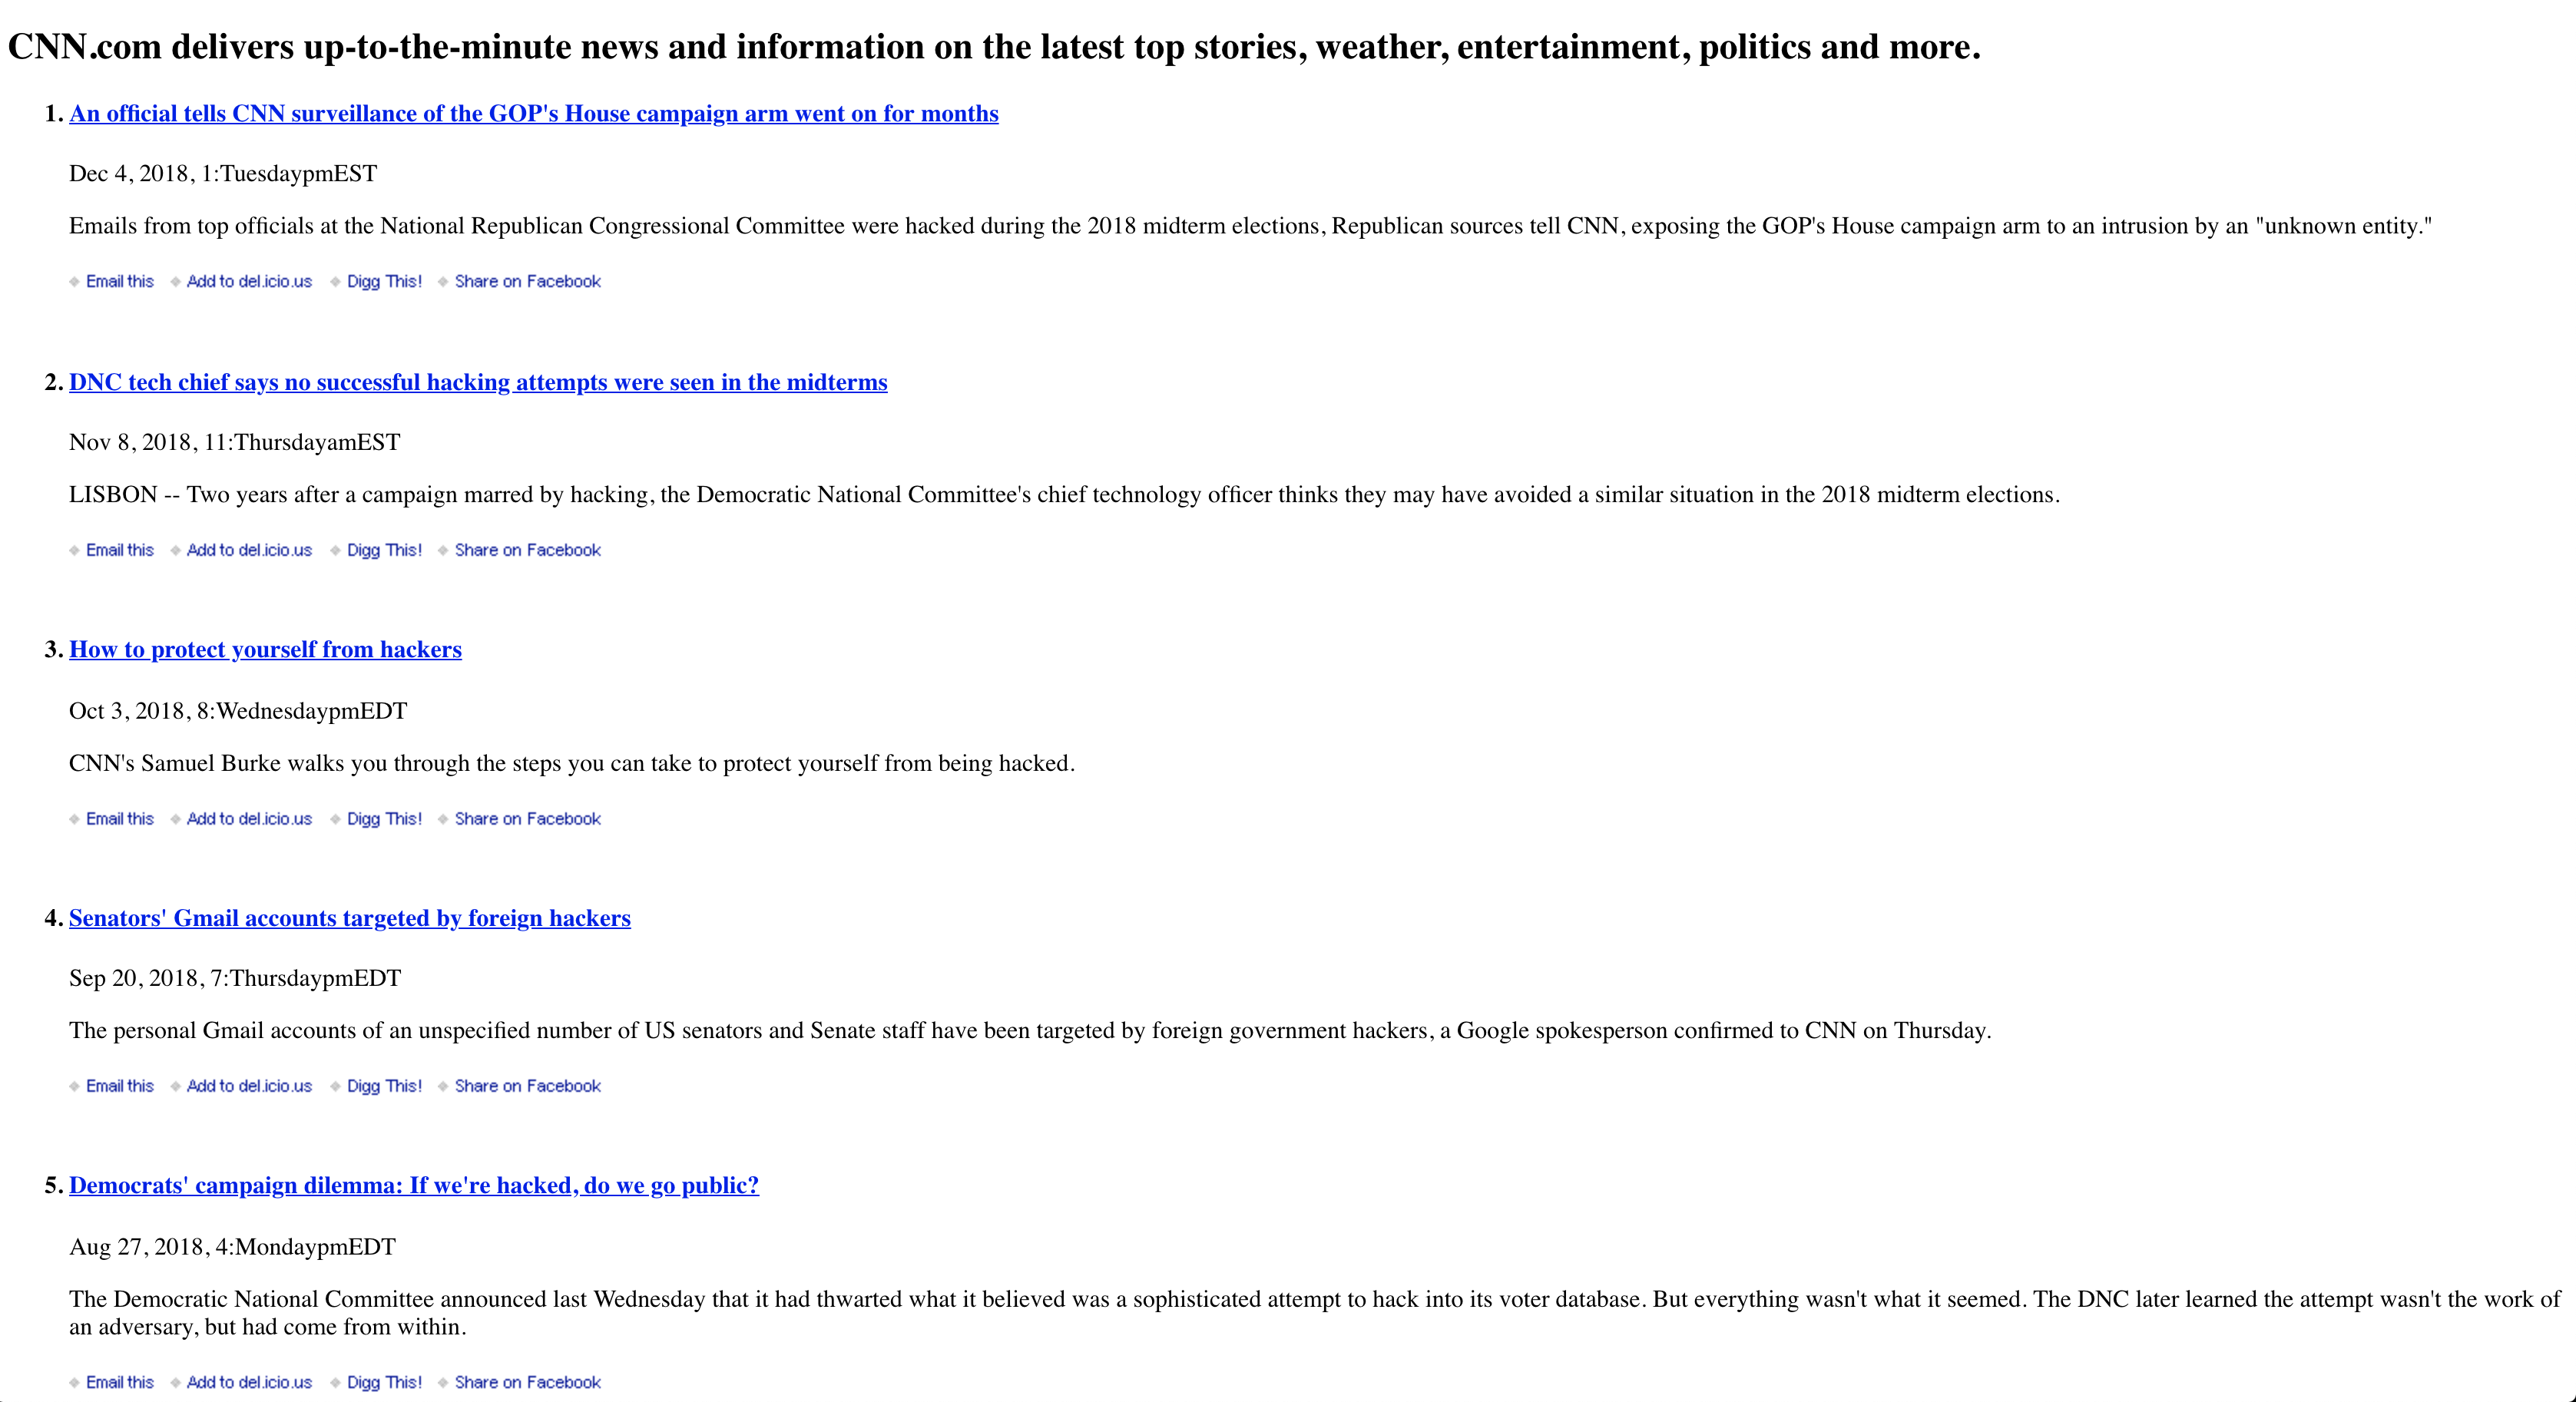 CNN.com delivers up-to-the-minute news and information on the latest top stories, weather, entertainment, politics and more.
1. An official tells CNN surveillance of the GOP's House campaign arm went on for months
Dec 4, 2018, 1:TuesdaypmEST
Emails from top officials at the National Republican Congressional Committee were hacked during the 2018 midterm elections, Republican sources tell CNN, exposing the GOP's House campaign arm to an intrusion by an "unknown entity."
Email this Add to del.icio.us Digg This! Share on Facebook
2. DNC tech chief says no successful hacking attempts were seen in the midterms
Nov 8, 2018, 11:ThursdayamEST
LISBON -- Two years after a campaign marred by hacking, the Democratic National Committee's chief technology officer thinks they may have avoided a similar situation in the 2018 midterm elections.
Email this Add to del.icio.us Digg This! Share on Facebook
3. How to protect yourself from hackers
Oct 3, 2018, 8:WednesdaypmEDT
CNN's Samuel Burke walks you through the steps you can take to protect yourself from being hacked.
Email this Add to del.icio.us Digg This! Share on Facebook
4. Senators' Gmail accounts targeted by foreign hackers
Sep 20, 2018, 7:ThursdaypmEDT
The personal Gmail accounts of an unspecified number of US senators and Senate staff have been targeted by foreign government hackers, a Google spokesperson confirmed to CNN on Thursday.
Email this Add to del.icio.us Digg This! Share on Facebook
5. Democrats' campaign dilemma: If we're hacked, do we go public?
Aug 27, 2018, 4:MondaypmEDT
The Democratic National Committee announced last Wednesday that it had thwarted what it believed was a sophisticated attempt to hack into its voter database. But everything wasn't what it seemed. The DNC later learned the attempt wasn't the work of
an adversary, but had come from within.
Email this Add to del.icio.us Digg This! Share on Facebook